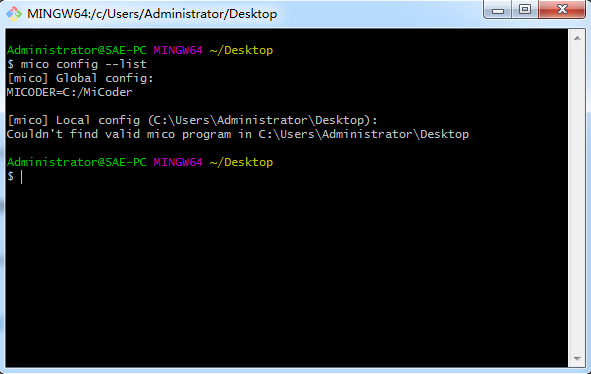 MINGW64:/c/Users/Administrator/Desktop
Administrator@SAE-PC MINGW64 ~/Desktop
$ mico config --list
[mico] Global config:
MICODER=C:/MiCoder
[mico] Local config (C:\Users\Administrator\Desktop):
Couldn't find valid mico program in C:\Users\Administrator\Desktop
Administrator@SAE-PC MINGW64 ~/Desktop
$